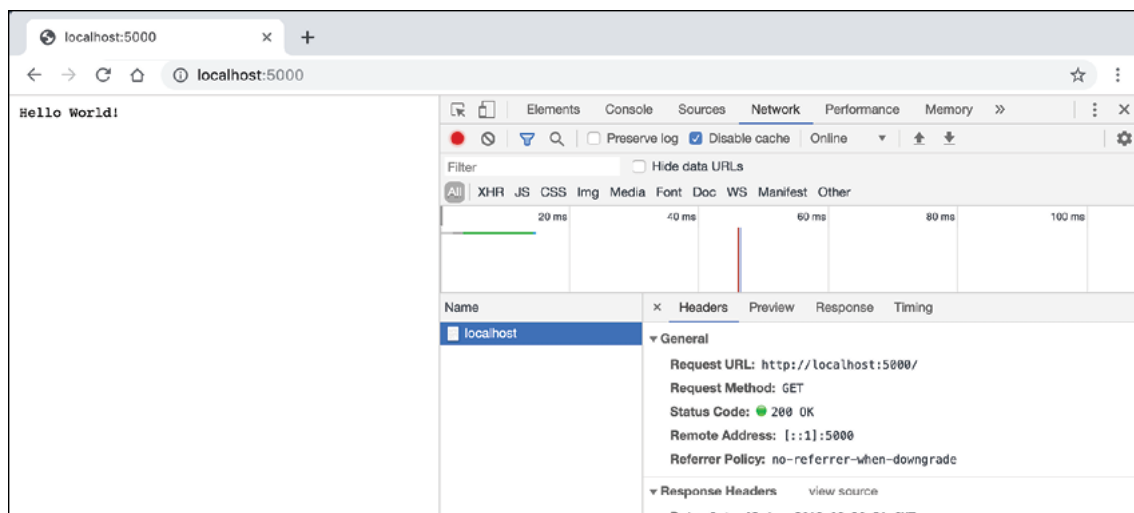 localhost:5000
localhost:5000
Hello World!
Elements Console Sources Network Performance Memory
Preserve log Disable cache Online
Filter Hide data URLs
All XHR JS CSS Img Media Font Doc WS Manifest Other
20 ms 40 ms 60 ms 80 ms 100 ms
Name Headers Preview Response Timing
localhost
General
Request URL: http://localhost:5000/
Request Method: GET
Status Code: 200 OK
Remote Address: [::1]:5000
Referrer Policy: no-referrer-when-downgrade
Response Headers view source